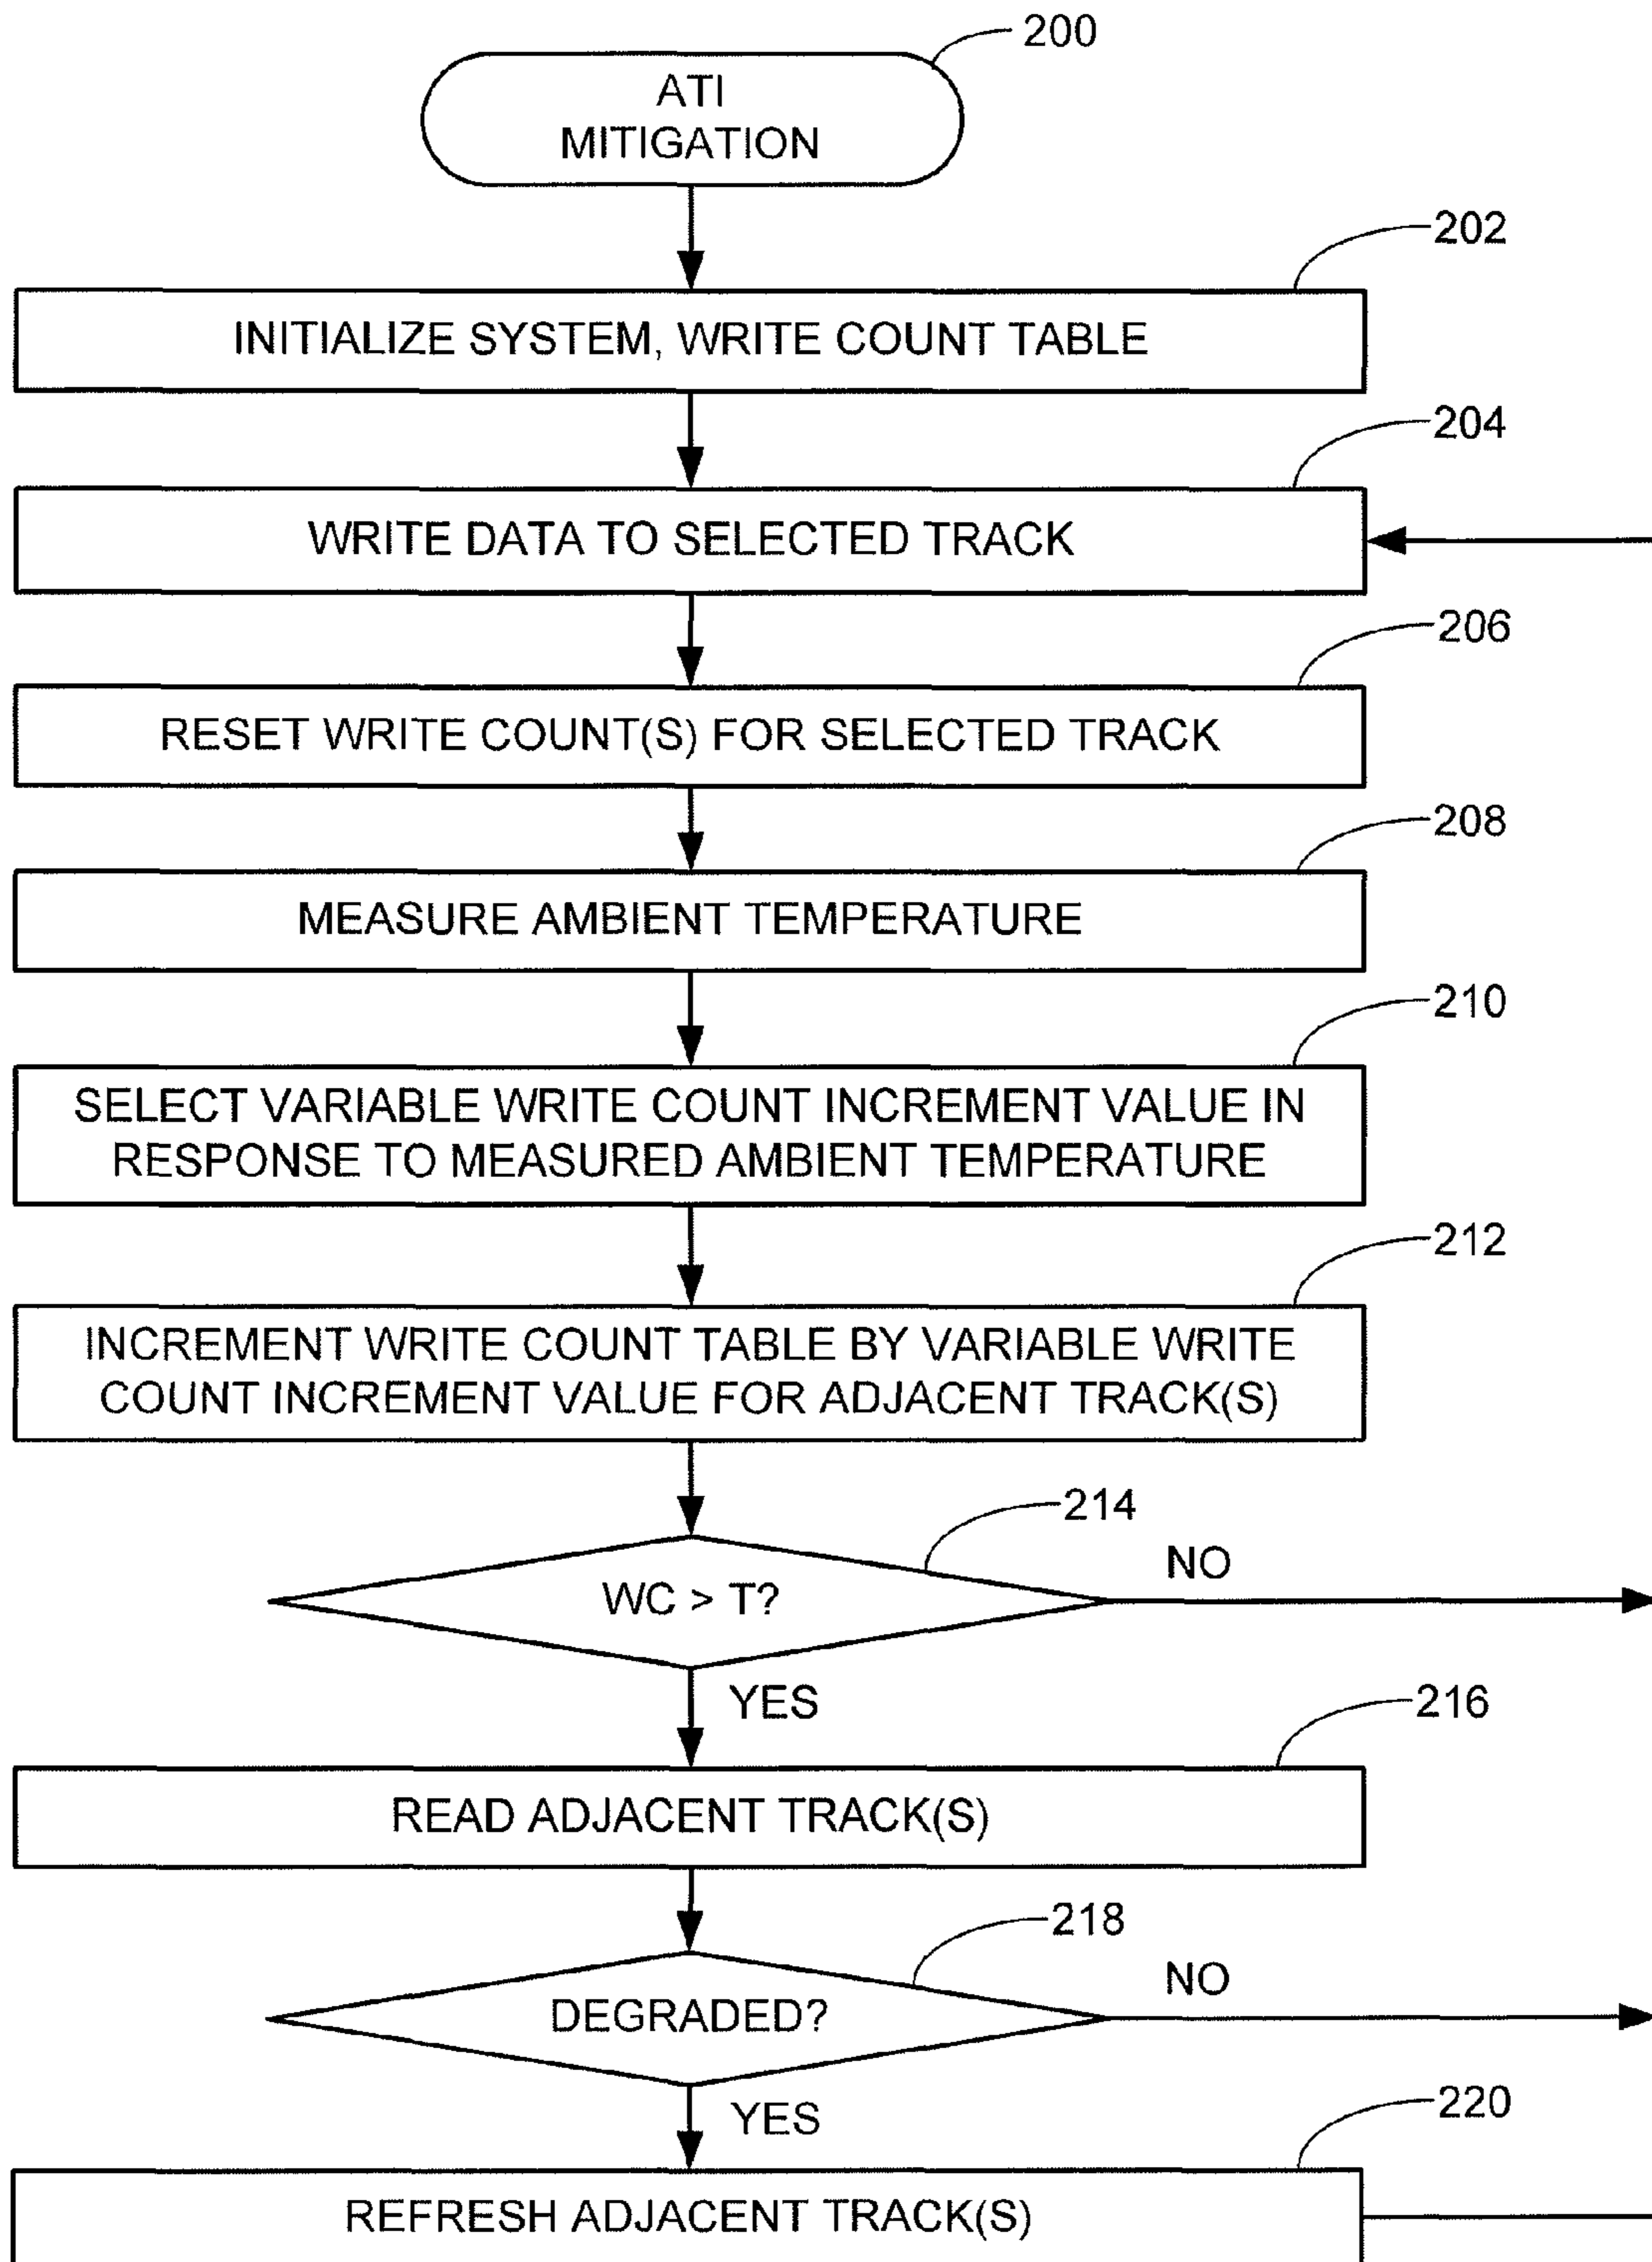 200
ATI
MITIGATION
202
INITIALIZE SYSTEM, WRITE COUNT TABLE
204
WRITE DATA TO SELECTED TRACK
206
RESET WRITE COUNT(S) FOR SELECTED TRACK
208
MEASURE AMBIENT TEMPERATURE
210
SELECT VARIABLE WRITE COUNT INCREMENT VALUE IN
RESPONSE TO MEASURED AMBIENT TEMPERATURE
212
INCREMENT WRITE COUNT TABLE BY VARIABLE WRITE
COUNT INCREMENT VALUE FOR ADJACENT TRACK(S)
214
WC > T?
NO
YES
216
READ ADJACENT TRACK(S)
218
DEGRADED?
NO
YES
220
REFRESH ADJACENT TRACK(S)